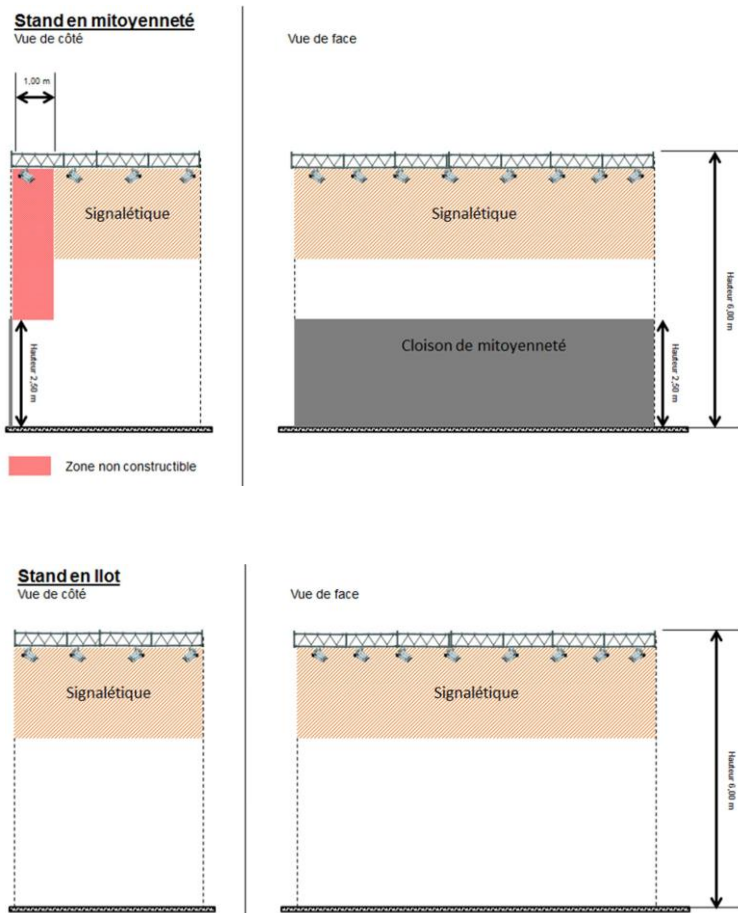 Stand en mitoyenneté
Vue de côté
Vue de face
1,00 m
Signalétique
Signalétique
Hauteur 6,00 m
Cloison de mitoyenneté
Hauteur 2,50 m
Hauteur 2,50 m
Zone non constructible
Stand en Ilot
Vue de côté
Vue de face
Signalétique
Signalétique
Hauteur 6,00 m